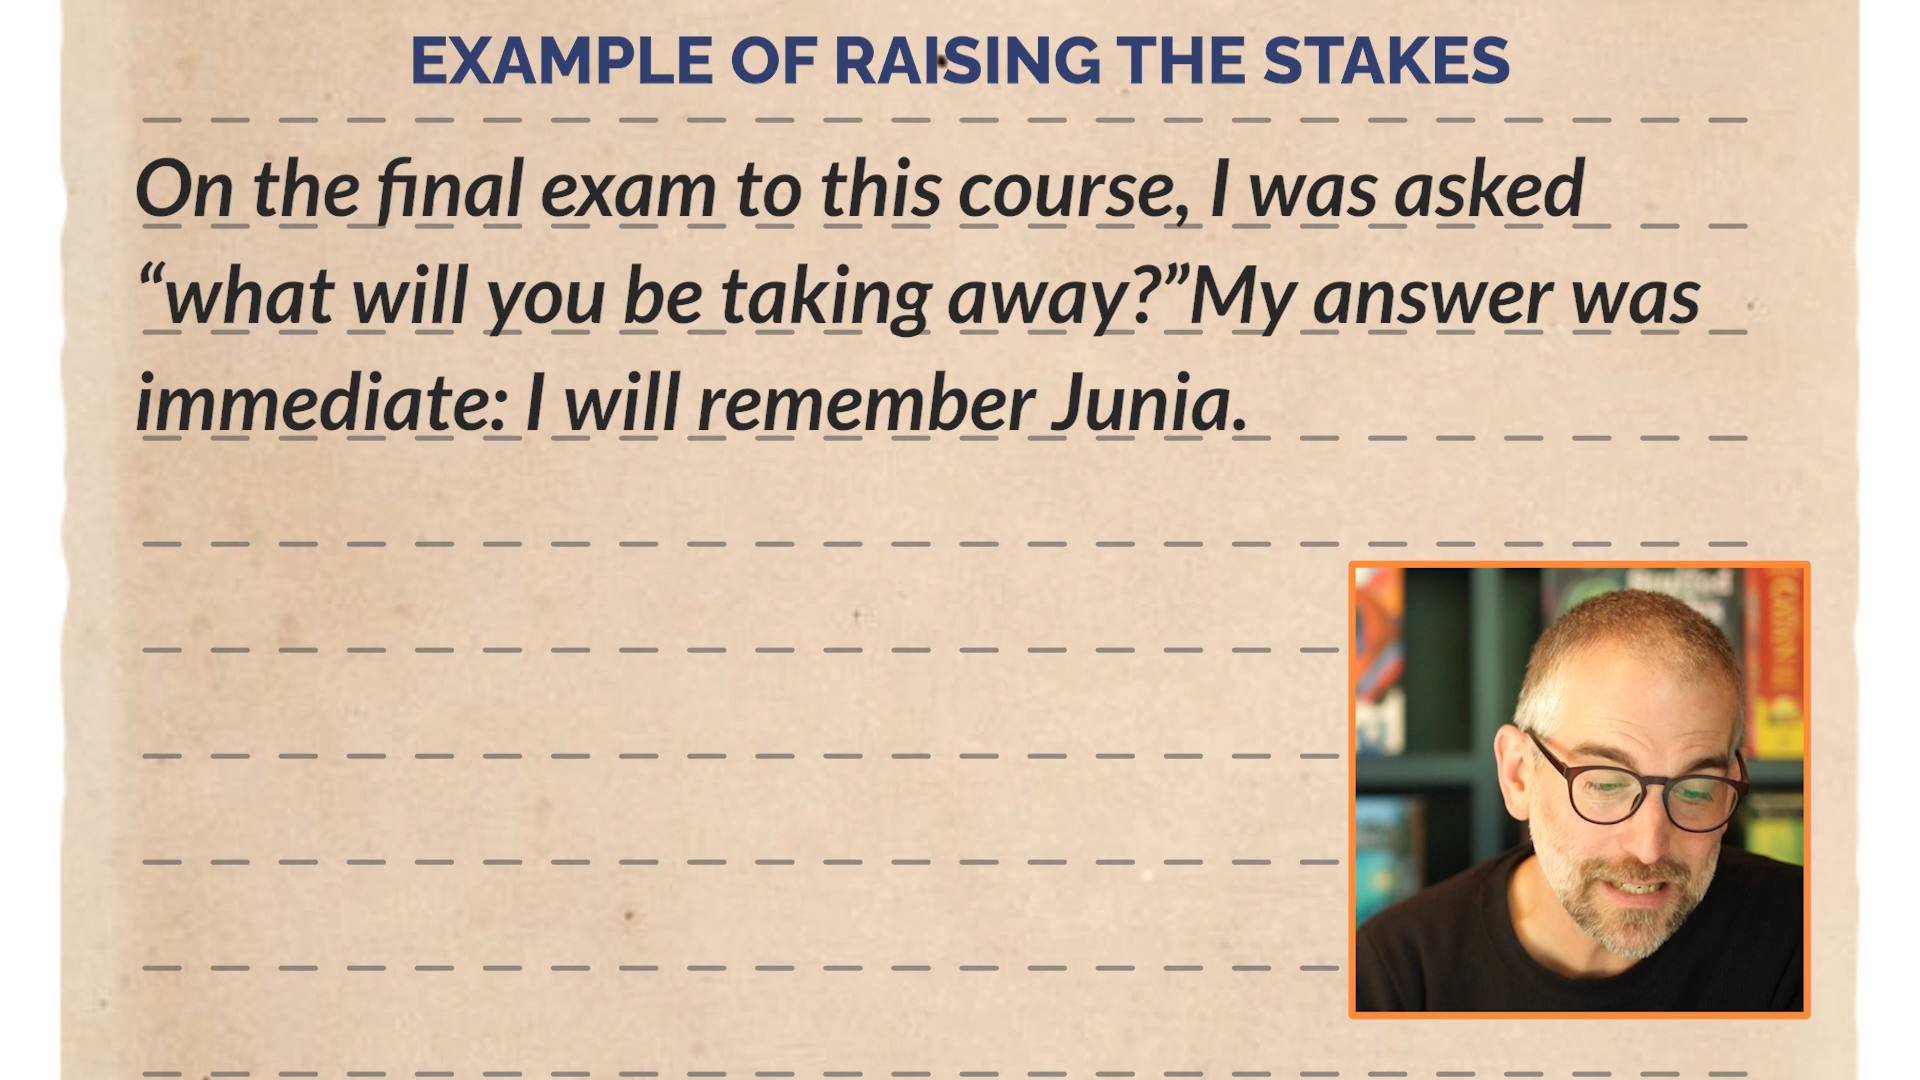 EXAMPLE OF RAISING THE STAKES
On the final exam to this course, I was asked
“what will you be taking away?”My answer was
immediate: I will remember Junia.